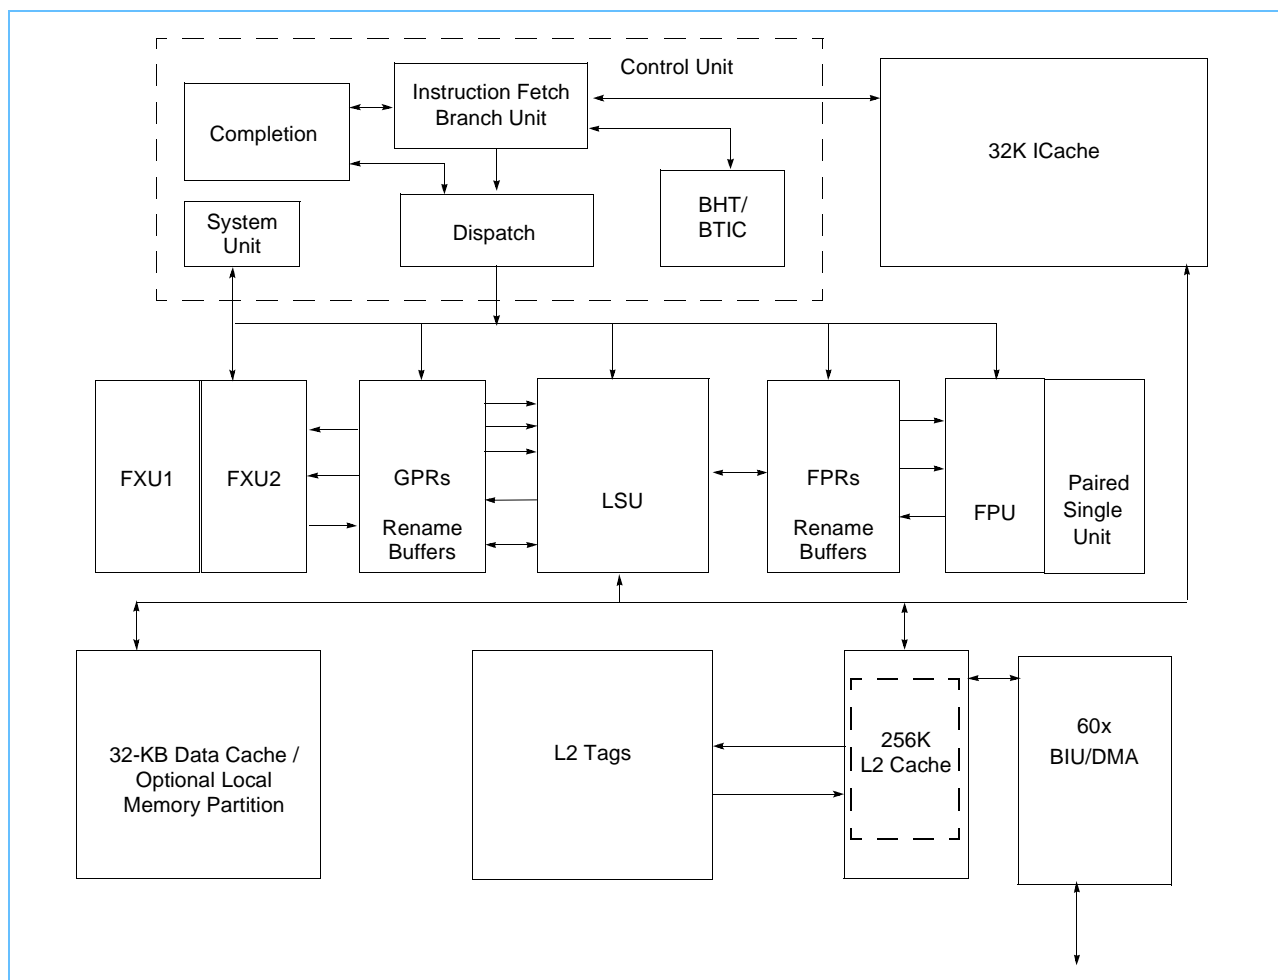 Control Unit
Instruction Fetch
Branch Unit
Completion
32K ICache
BHT/
BTIC
System
Unit
Dispatch
FXU1
FXU2
GPRs
Rename
Buffers
LSU
FPRs
Rename
Buffers
FPU
Paired
Single
Unit
32-KB Data Cache /
Optional Local
Memory Partition
L2 Tags
256K
L2 Cache
60x
BIU/DMA